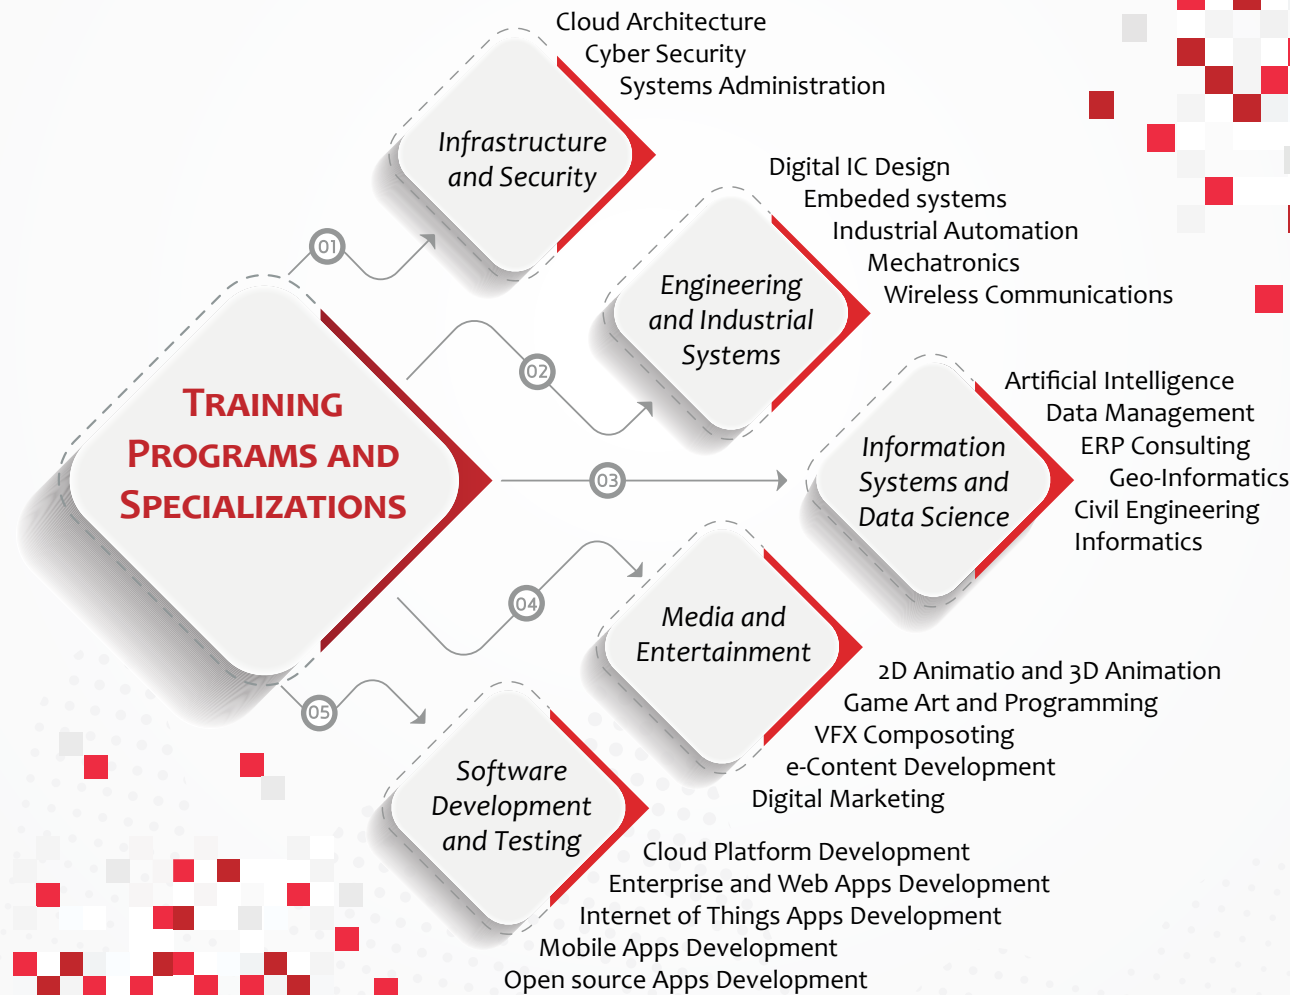 Cloud Architecture
Cyber Security
Systems Administration
Infrastructure
and Security
01
Digital IC Design
Embeded systems
Industrial Automation
Mechatronics
Wireless Communications
Engineering
and Industrial
Systems
02
TRAINING
PROGRAMS AND
SPECIALIZATIONS
03
Artificial Intelligence
Data Management
ERP Consulting
Geo-Informatics
Civil Engineering
Informatics
Information
Systems and
Data Science
04
Media and
Entertainment
2D Animatio and 3D Animation
Game Art and Programming
VFX Composoting
e-Content Development
Digital Marketing
05
Software
Development
and Testing
Cloud Platform Development
Enterprise and Web Apps Development
Internet of Things Apps Development
Mobile Apps Development
Open source Apps Development